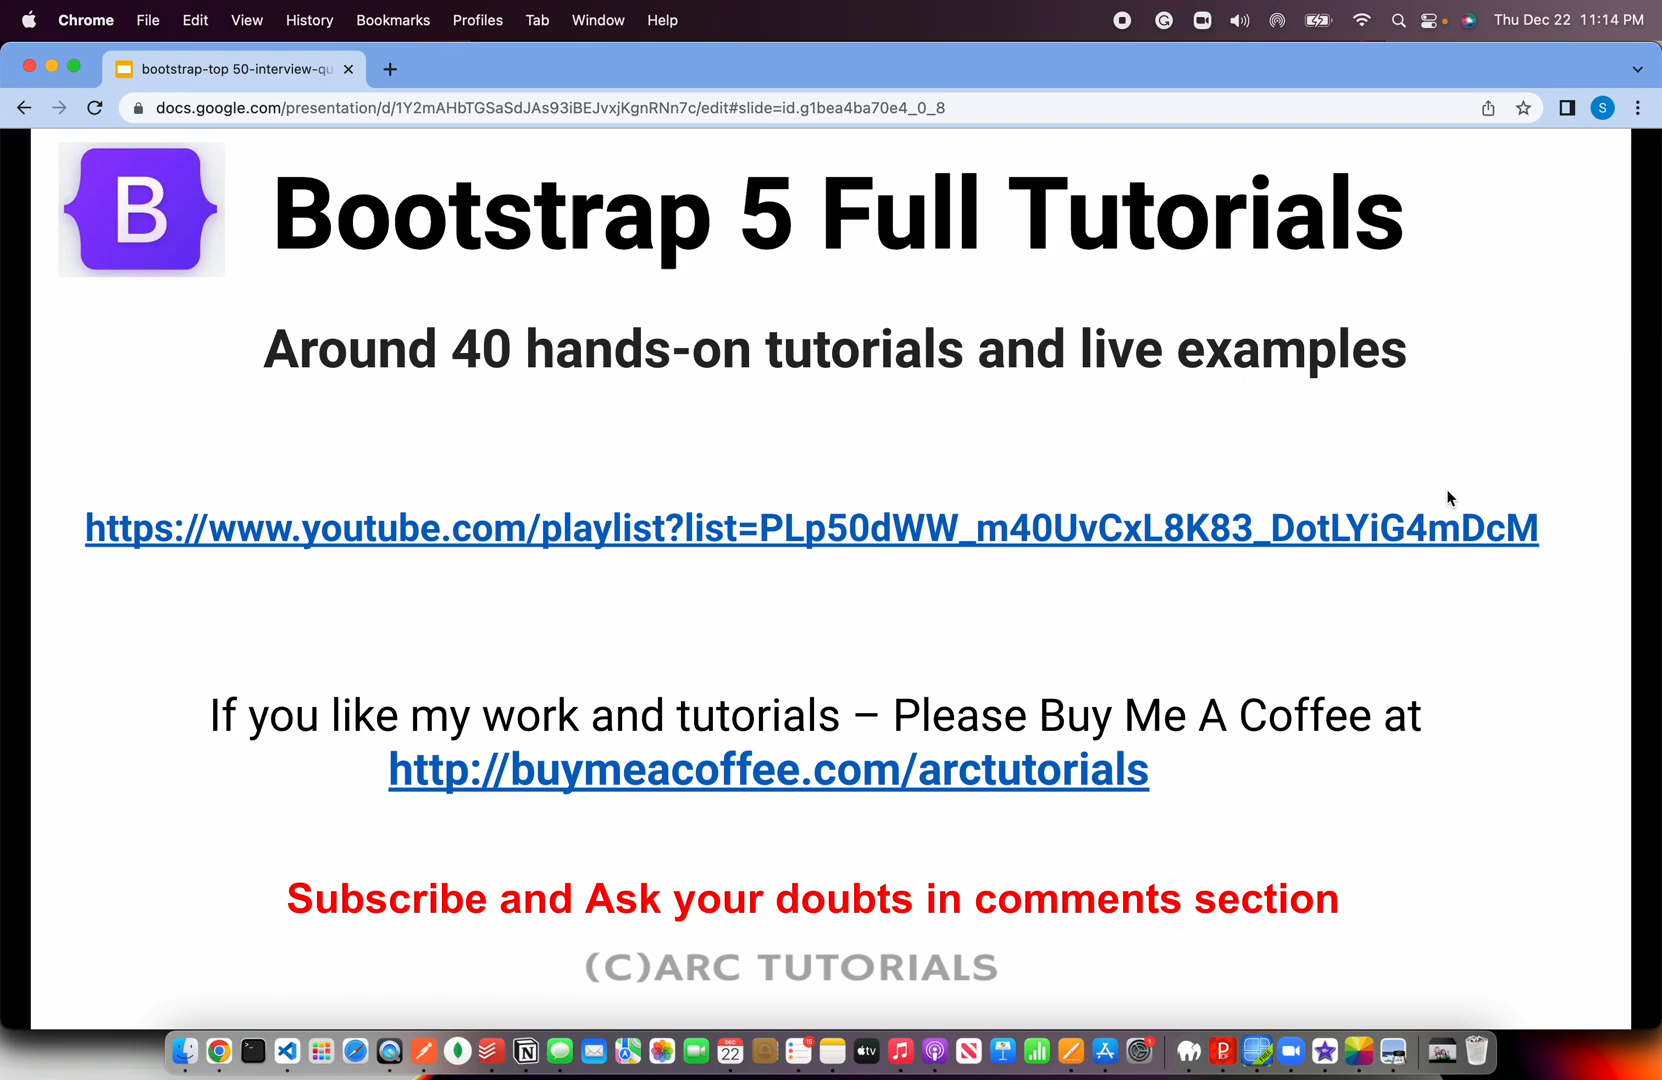 Chrome File Edit View History Bookmarks Profiles Tab Window Help Thu Dec 22 11:14 PM
bootstrap-top 50-interview-qu
docs.google.com/presentation/d/1Y2mAHbTGSaSdJAs93iBEJvxjKgnRNn7c/edit#slide=id.g1bea4ba70e4_0_8
S
B
Bootstrap 5 Full Tutorials
Around 40 hands-on tutorials and live examples
https://www.youtube.com/playlist?list=PLp50dWW_m40UvCxL8K83_DotLYiG4mDcM
If you like my work and tutorials – Please Buy Me A Coffee at
http://buymeacoffee.com/arctutorials
Subscribe and Ask your doubts in comments section
(C)ARC TUTORIALS
DEC
22
tv